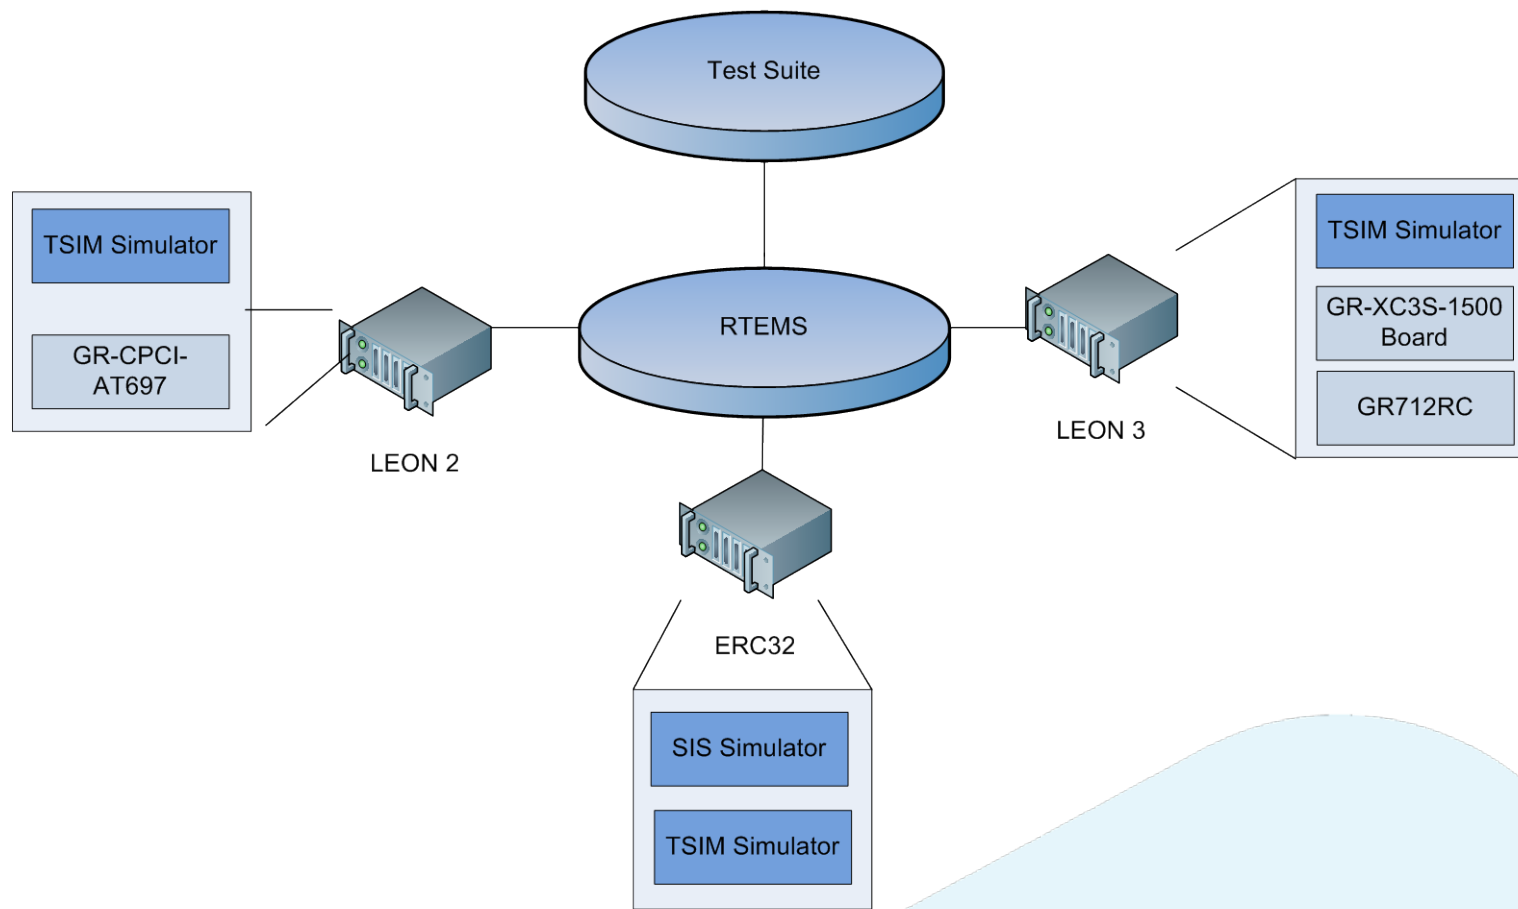 Test Suite
TSIM Simulator
GR-CPCI-
AT697
LEON 2
RTEMS
LEON 3
TSIM Simulator
GR-XC3S-1500
Board
GR712RC
ERC32
SIS Simulator
TSIM Simulator